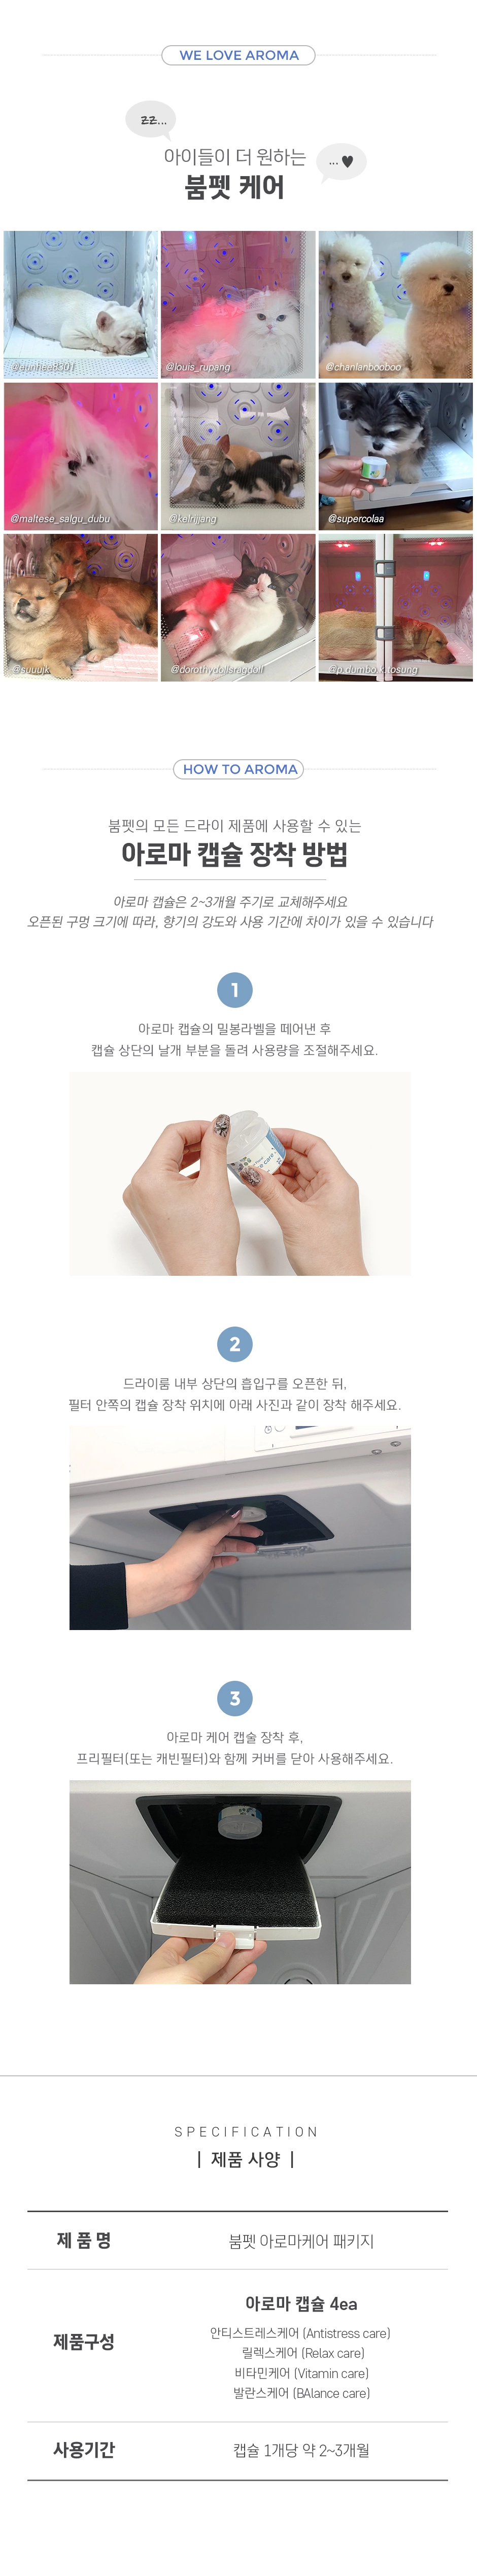 WE LOVE AROMA
zz...
아이들이 더 원하는
... ♥
붐펫 케어
@eunhee8301
@louis_rupang
@chanlanbooboo
@maltese_salgu_dubu
@kelnijjang
@supercolaa
@suuujk
@dorothydollsragdoll
@p.dumbo.k.tosung
HOW TO AROMA
붐펫의 모든 드라이 제품에 사용할 수 있는
아로마 캡슐 장착 방법
아로마 캡슐은 2~3개월 주기로 교체해주세요
오픈된 구멍 크기에 따라, 향기의 강도와 사용 기간에 차이가 있을 수 있습니다
1
아로마 캡슐의 밀봉라벨을 떼어낸 후
캡슐 상단의 날개 부분을 돌려 사용량을 조절해주세요.
2
드라이룸 내부 상단의 흡입구를 오픈한 뒤,
필터 안쪽의 캡슐 장착 위치에 아래 사진과 같이 장착 해주세요.
3
아로마 케어 캡슐 장착 후,
프리필터(또는 캐빈필터)와 함께 커버를 닫아 사용해주세요.
SPECIFICATION
| 제품 사양 |
제 품 명
붐펫 아로마케어 패키지
제품구성
아로마 캡슐 4ea
안티스트레스케어 (Antistress care)
릴렉스케어 (Relax care)
비타민케어 (Vitamin care)
발란스케어 (BAlance care)
사용기간
캡슐 1개당 약 2~3개월